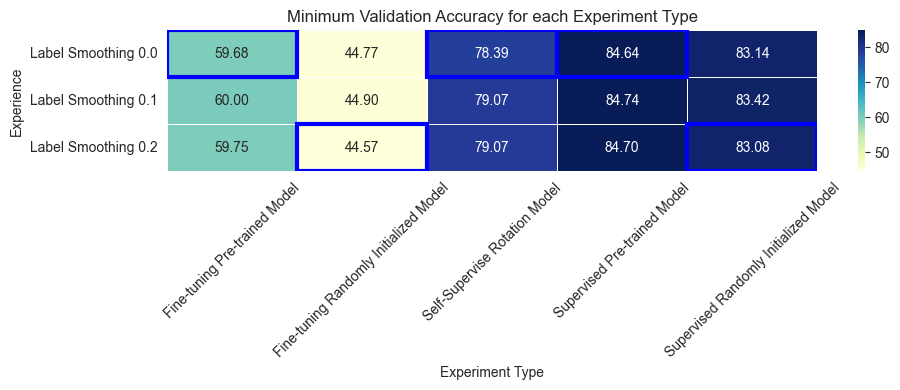 Minimum Validation Accuracy for each Experiment Type
Experience
Label Smoothing 0.0
59.68 44.77 78.39 84.64 83.14
Label Smoothing 0.1
60.00 44.90 79.07 84.74 83.42
Label Smoothing 0.2
59.75 44.57 79.07 84.70 83.08
80
70
60
50
Fine-tuning Pre-trained Model
Fine-tuning Randomly Initialized Model
Self-Supervise Rotation Model
Supervised Pre-trained Model
Supervised Randomly Initialized Model
Experiment Type